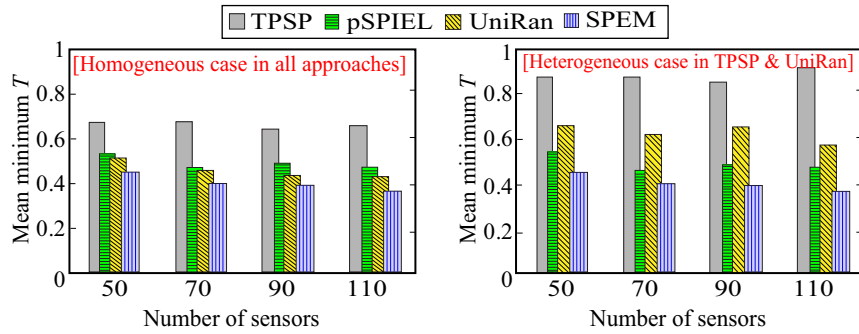 TPSP pSPIEL UniRan SPEM
[Homogeneous case in all approaches]
Mean minimum T
1
0.8
0.6
0.4
0.2
0
50 70 90 110
Number of sensors
[Heterogeneous case in TPSP & UniRan]
Mean minimum T
1
0.8
0.6
0.4
0.2
0
50 70 90 110
Number of sensors